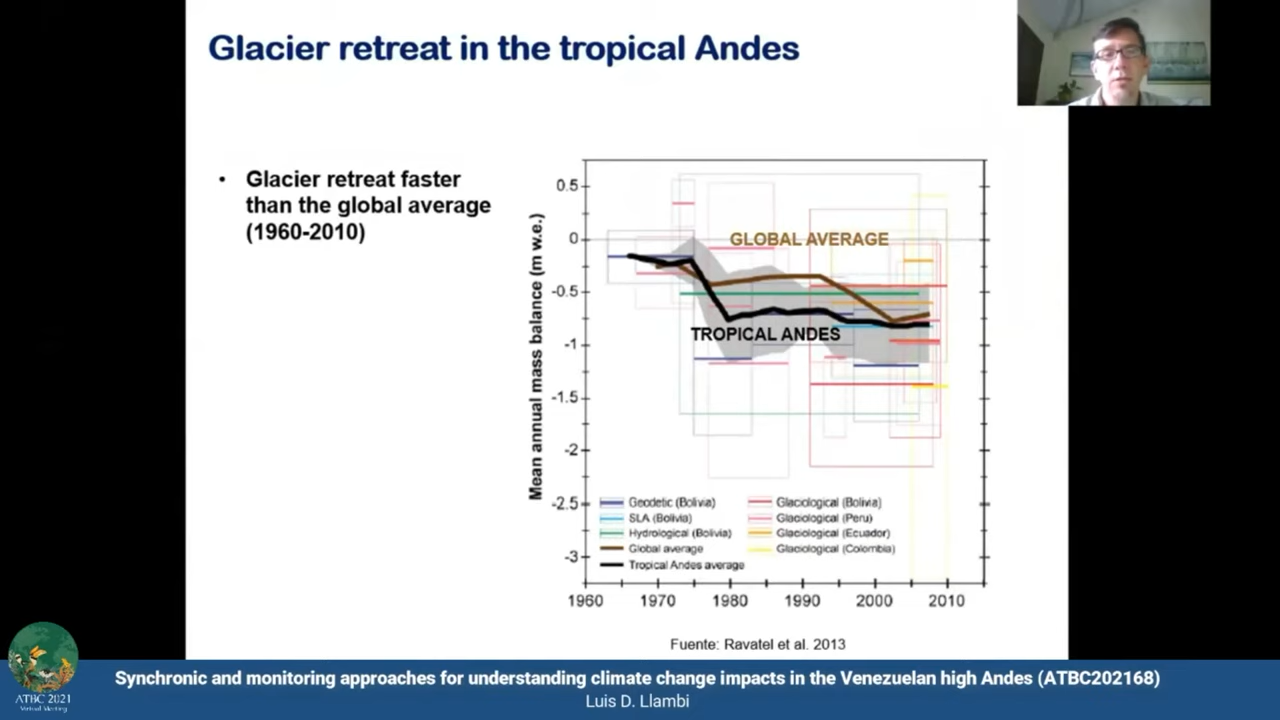 Glacier retreat in the tropical Andes
• Glacier retreat faster
than the global average
(1960-2010)
Mean annual mass balance (m w.e.)
0.5
0
-0.5
-1
-1.5
-2
-2.5
-3
GLOBAL AVERAGE
TROPICAL ANDES
Geodetic (Bolivia)
SLA (Bolivia)
Hydrological (Bolivia)
Global average
Tropical Andes average
Glaciological (Bolivia)
Glaciological (Peru)
Glaciological (Ecuador)
Glaciological (Colombia)
1960 1970 1980 1990 2000 2010
Fuente: Ravatel et al. 2013
ATBC 2021
Virtual Meeting
Synchronic and monitoring approaches for understanding climate change impacts in the Venezuelan high Andes (ATBC202168)
Luis D. Llambi